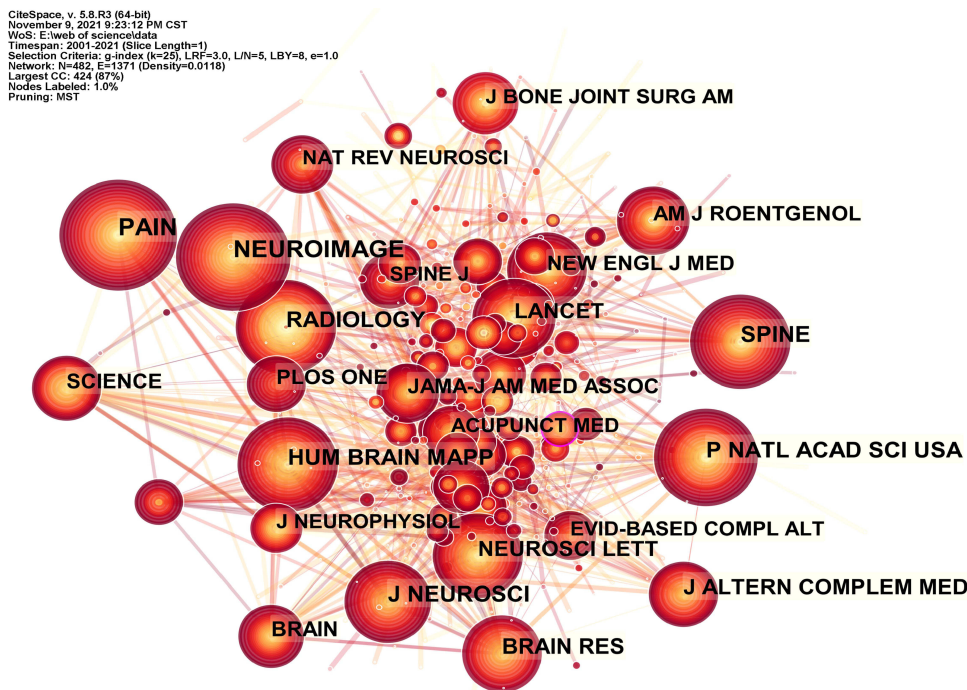 CiteSpace, v. 5.8.R3 (64-bit)
November 9, 2021 9:23:12 PM CST
WoS: E:\web of science\data
Timespan: 2001-2021 (Slice Length=1)
Selection Criteria: g-index (k=25), LRF=3.0, L/N=5, LBY=8, e=1.0
Network: N=482, E=1371 (Density=0.0118)
Largest CC: 424 (87%)
Nodes Labeled: 1.0%
Pruning: MST
J BONE JOINT SURG AM
NAT REV NEUROSCI
AM J ROENTGENOL
PAIN
NEUROIMAGE
NEW ENGL J MED
SPINE J
RADIOLOGY
LANCET
SPINE
SCIENCE
PLOS ONE
JAMA-J AM MED ASSOC
ACUPUNCT MED
HUM BRAIN MAPP
P NATL ACAD SCI USA
J NEUROPHYSIOL
EVID-BASED COMPL ALT
NEUROSCI LETT
J NEUROSCI
J ALTERN COMPLEM MED
BRAIN
BRAIN RES